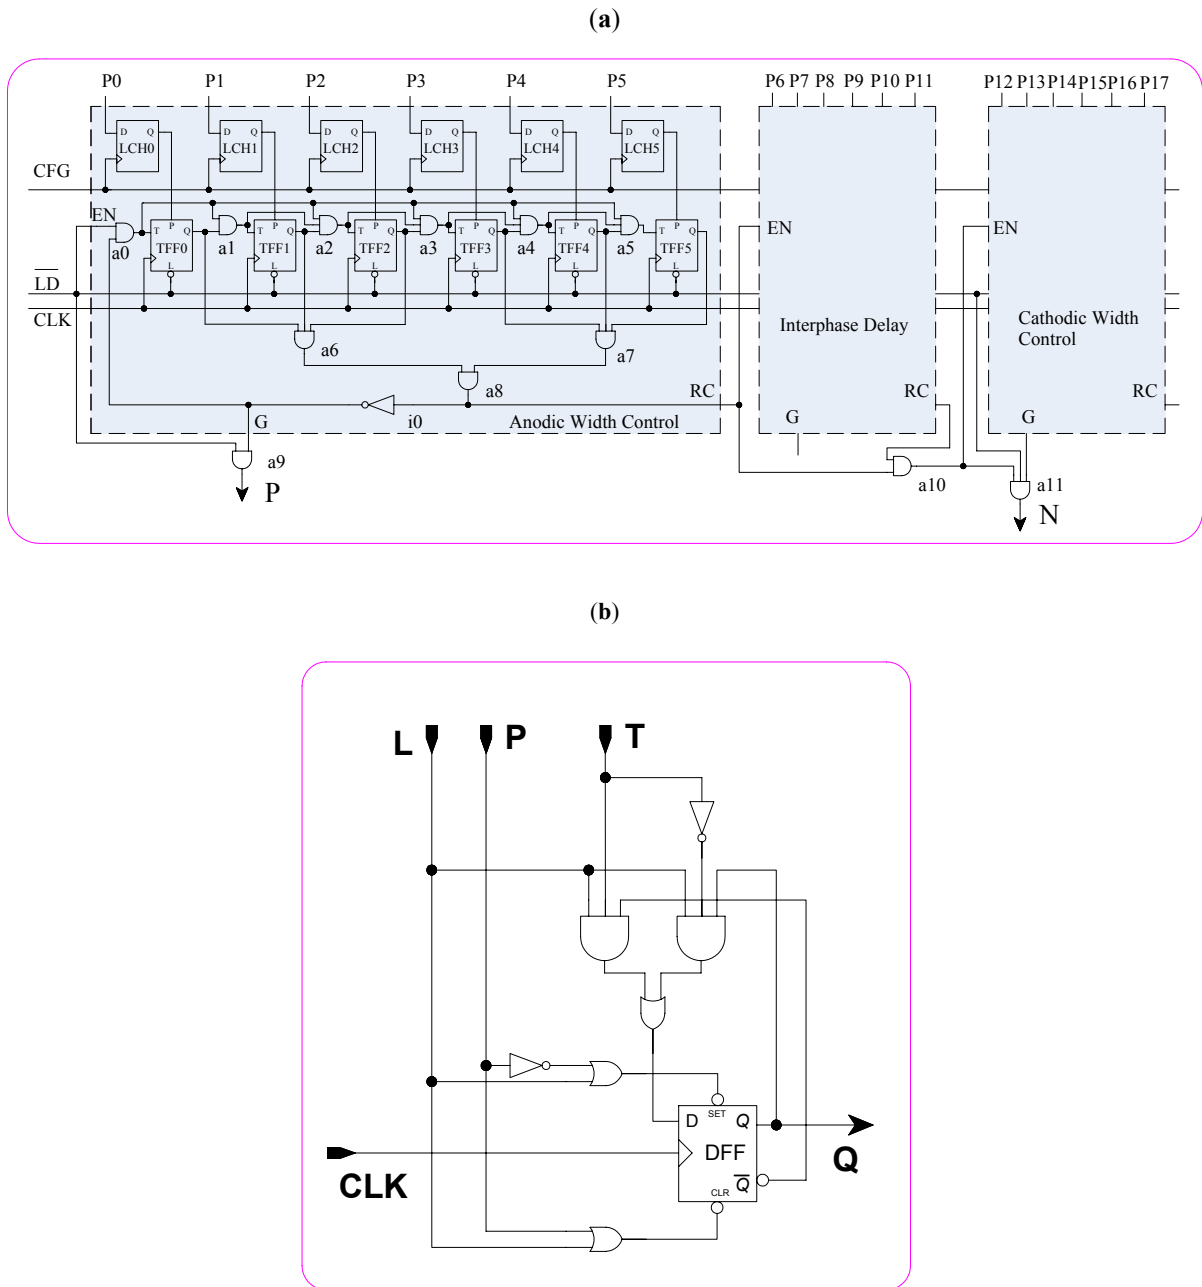 (a)
P0 P1 P2 P3 P4 P5 P6 P7 P8 P9 P10 P11 P12 P13 P14 P15 P16 P17
D Q D Q D Q D Q D Q D Q
LCH0 LCH1 LCH2 LCH3 LCH4 LCH5
CFG
EN EN EN
P P P P P P
T Q T Q T Q T Q T Q T Q
TFF0 TFF1 TFF2 TFF3 TFF4 TFF5
a0 a1 a2 a3 a4 a5
L L L L L L
LD
CLK
Interphase Delay
Cathodic Width
Control
a6 a7
a8
RC RC RC
G i0 Anodic Width Control G G
a9
a10 a11
P N
(b)
L P T
SET
D Q
DFF
Q
CLK
Q
CLR